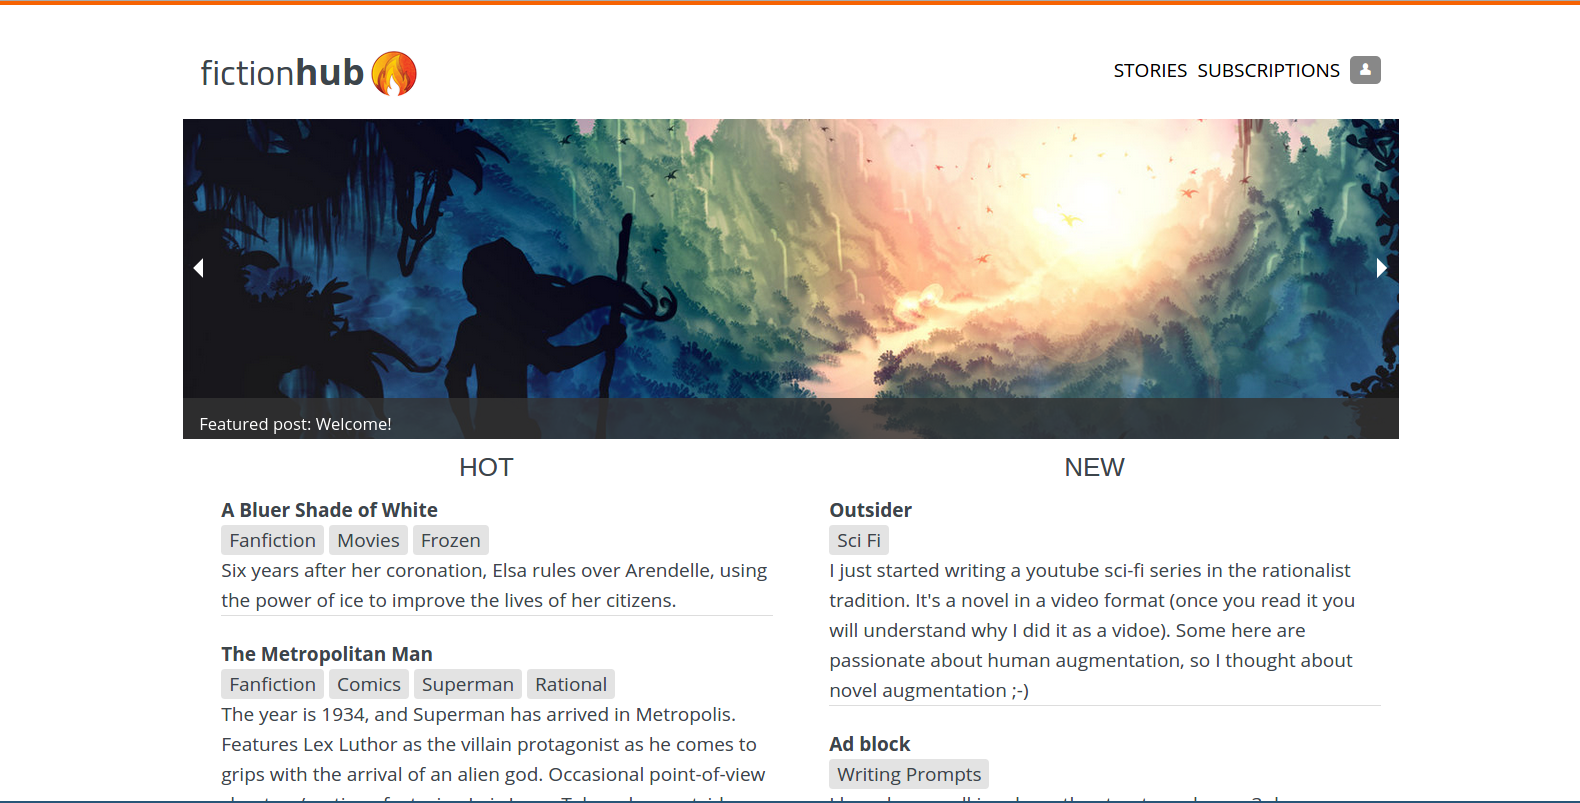 fictionhub
STORIES SUBSCRIPTIONS
Featured post: Welcome!
HOT
A Bluer Shade of White
Fanfiction Movies Frozen
Six years after her coronation, Elsa rules over Arendelle, using
the power of ice to improve the lives of her citizens.
The Metropolitan Man
Fanfiction Comics Superman Rational
The year is 1934, and Superman has arrived in Metropolis.
Features Lex Luthor as the villain protagonist as he comes to
grips with the arrival of an alien god. Occasional point-of-view
NEW
Outsider
Sci Fi
I just started writing a youtube sci-fi series in the rationalist
tradition. It's a novel in a video format (once you read it you
will understand why I did it as a vidoe). Some here are
passionate about human augmentation, so I thought about
novel augmentation ;-)
Ad block
Writing Prompts